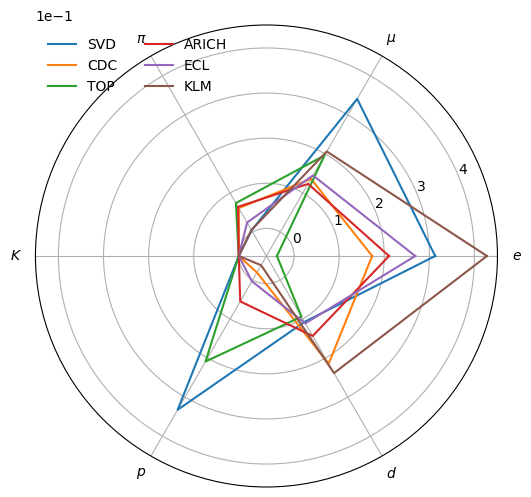 1e−1
SVD ARICH
CDC ECL
TOP KLM
π μ
4
3
2
1
0
K e
p d